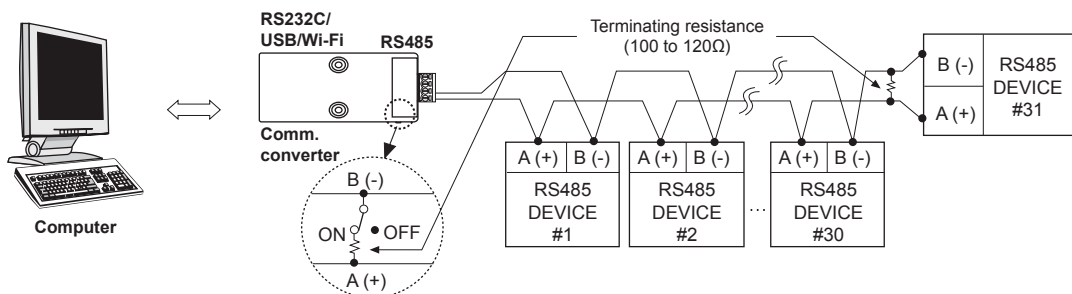 RS232C/
USB/Wi-Fi
RS485
Terminating resistance
(100 to 120Ω)
B (-)
A (+)
RS485
DEVICE
#31
Comm.
converter
Computer
B (-)
ON
OFF
A (+)
A (+)
B (-)
RS485
DEVICE
#1
A (+)
B (-)
RS485
DEVICE
#2
...
A (+)
B (-)
RS485
DEVICE
#30